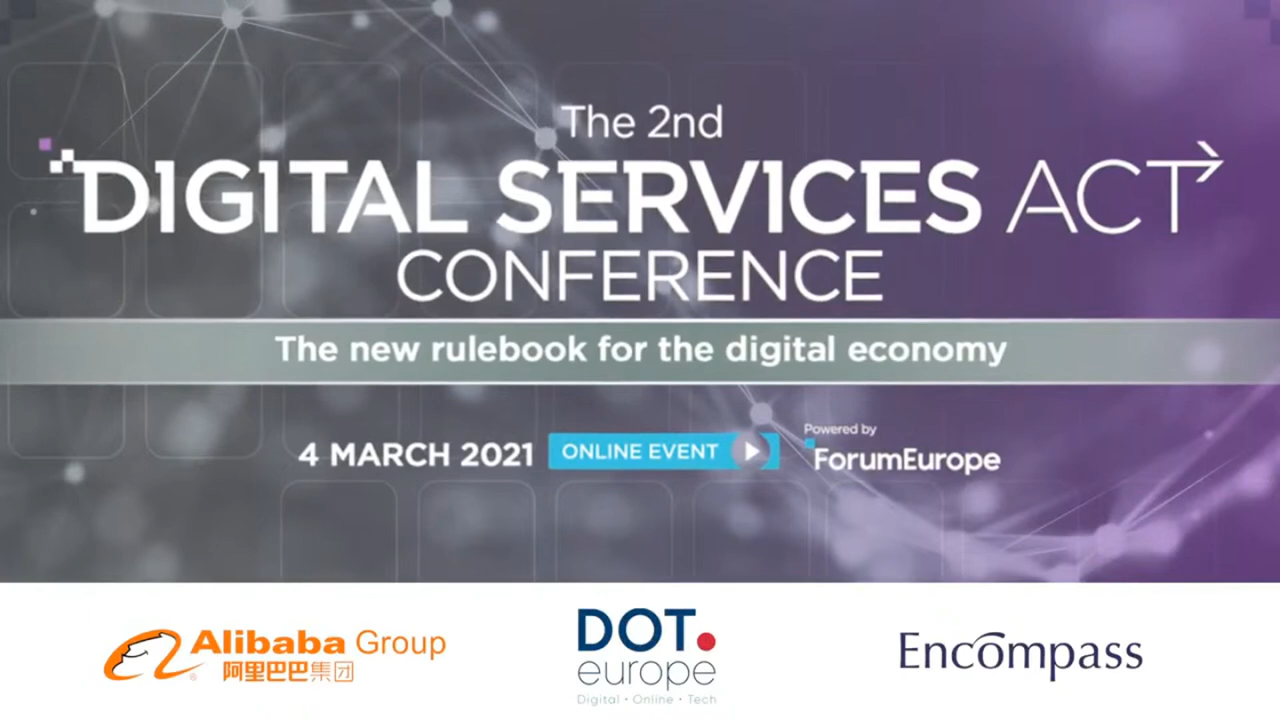 The 2nd
DIGITAL SERVICES ACT
CONFERENCE
The new rulebook for the digital economy
4 MARCH 2021
ONLINE EVENT
Powered by
ForumEurope
Alibaba Group
阿里巴巴集团
®
DOT.
europe
Digital • Online • Tech
Encompass